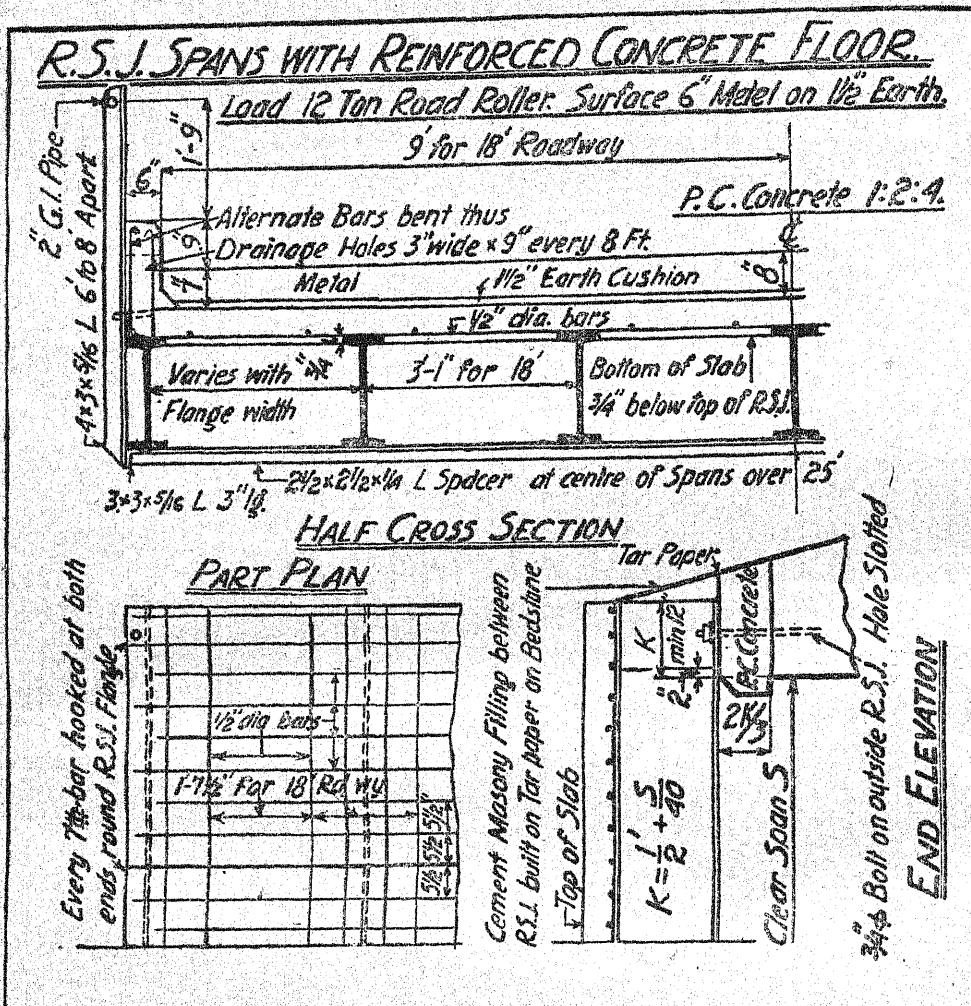 R.S.J. SPANS WITH REINFORCED CONCRETE FLOOR.
Load 12 Ton Road Roller. Surface 6" Metel on 1½" Earth.
9' for 18' Roadway
P.C. Concrete 1:2:4.
2" G.I. Pipe
4×3×5/16 L 6' to 8' Apart
1'-9"
6"
9"
7"
8"
Alternate Bars bent thus
Drainage Holes 3" wide × 9" every 8 Ft.
Metal
1½" Earth Cushion
½" dia. bars
Varies with
Flange width
3'-1" for 18'
Bottom of Slab
3/4" below top of R.S.J.
3×3×5/16 L 3" lg.
2½×2½×¼ L Spacer at centre of Spans over 25'
HALF CROSS SECTION
PART PLAN
Every 7th bar hooked at both
ends round R.S.J. Flange
½" dia bars
1'-7½" For 18' Rdwy
5½" 5½" 5½"
Cement Masony Filling between
R.S.J. built on Tar paper on Bedstone
Tar Paper
Top of Slab
K
min 12"
2"
P.C. Concrete
K = 1'/2 + S/40
Clear Span S
¾"ɸ Bolt on outside R.S.J. Hole Slotted
END ELEVATION